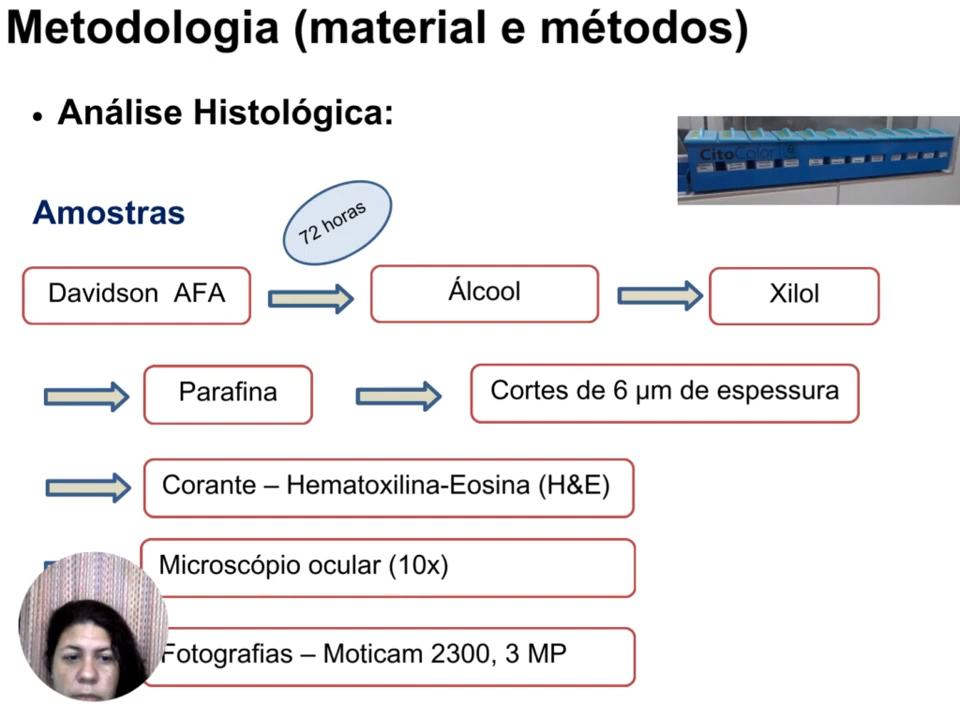 Metodologia (material e métodos)
• Análise Histológica:
CitoColor
Amostras
72 horas
Davidson AFA
Álcool
Xilol
Parafina
Cortes de 6 µm de espessura
Corante – Hematoxilina-Eosina (H&E)
Microscópio ocular (10x)
Fotografias – Moticam 2300, 3 MP